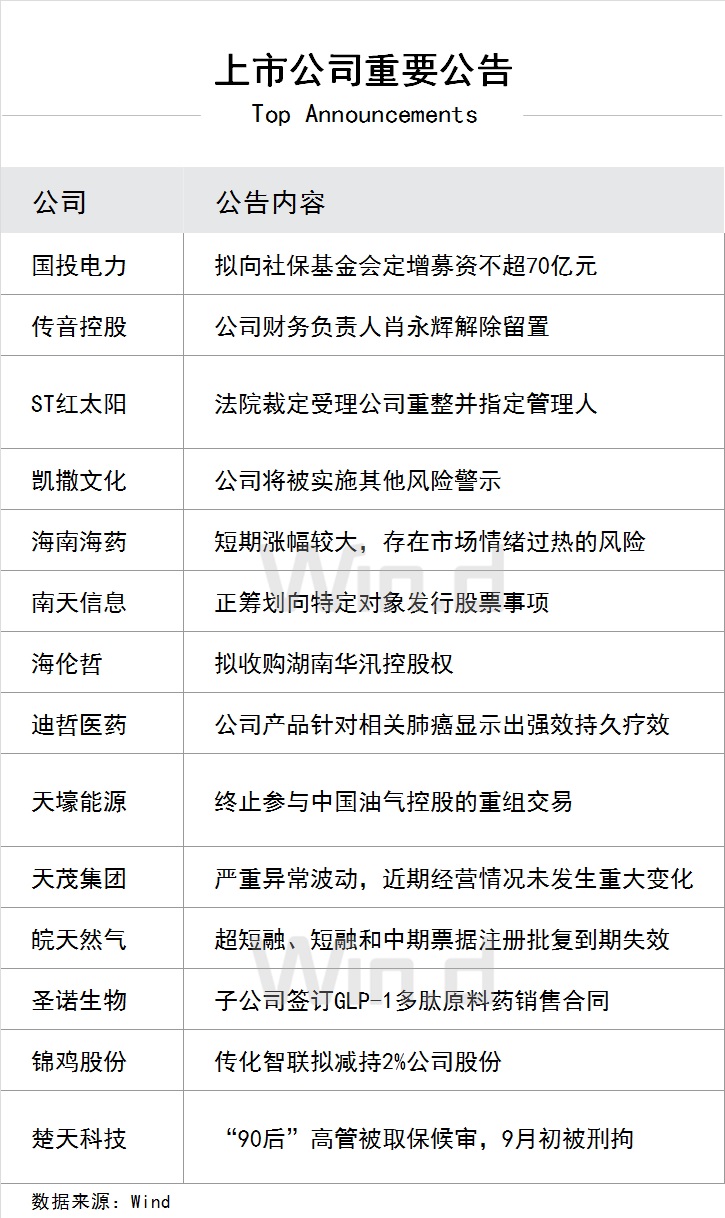 上市公司重要公告
Top Announcements
公司 公告内容
国投电力 拟向社保基金会定增募资不超70亿元
传音控股 公司财务负责人肖永辉解除留置
ST红太阳 法院裁定受理公司重整并指定管理人
凯撒文化 公司将被实施其他风险警示
海南海药 短期涨幅较大，存在市场情绪过热的风险
南天信息 正筹划向特定对象发行股票事项
海伦哲 拟收购湖南华汛控股权
迪哲医药 公司产品针对相关肺癌显示出强效持久疗效
天壕能源 终止参与中国油气控股的重组交易
天茂集团 严重异常波动，近期经营情况未发生重大变化
皖天然气 超短融、短融和中期票据注册批复到期失效
圣诺生物 子公司签订GLP-1多肽原料药销售合同
锦鸡股份 传化智联拟减持2%公司股份
楚天科技 “90后”高管被取保候审，9月初被刑拘
数据来源：Wind
Win.d
Win.d